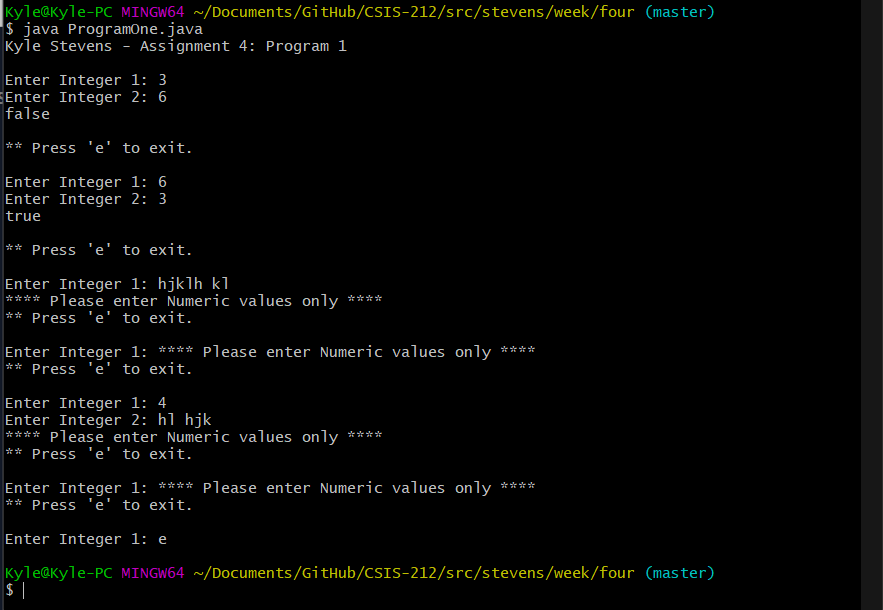 Kyle@Kyle-PC MINGW64 ~/Documents/GitHub/CSIS-212/src/stevens/week/four (master)
$ java ProgramOne.java
Kyle Stevens - Assignment 4: Program 1
Enter Integer 1: 3
Enter Integer 2: 6
false
** Press 'e' to exit.
Enter Integer 1: 6
Enter Integer 2: 3
true
** Press 'e' to exit.
Enter Integer 1: hjklh kl
**** Please enter Numeric values only ****
** Press 'e' to exit.
Enter Integer 1: **** Please enter Numeric values only ****
** Press 'e' to exit.
Enter Integer 1: 4
Enter Integer 2: hl hjk
**** Please enter Numeric values only ****
** Press 'e' to exit.
Enter Integer 1: **** Please enter Numeric values only ****
** Press 'e' to exit.
Enter Integer 1: e
Kyle@Kyle-PC MINGW64 ~/Documents/GitHub/CSIS-212/src/stevens/week/four (master)
$